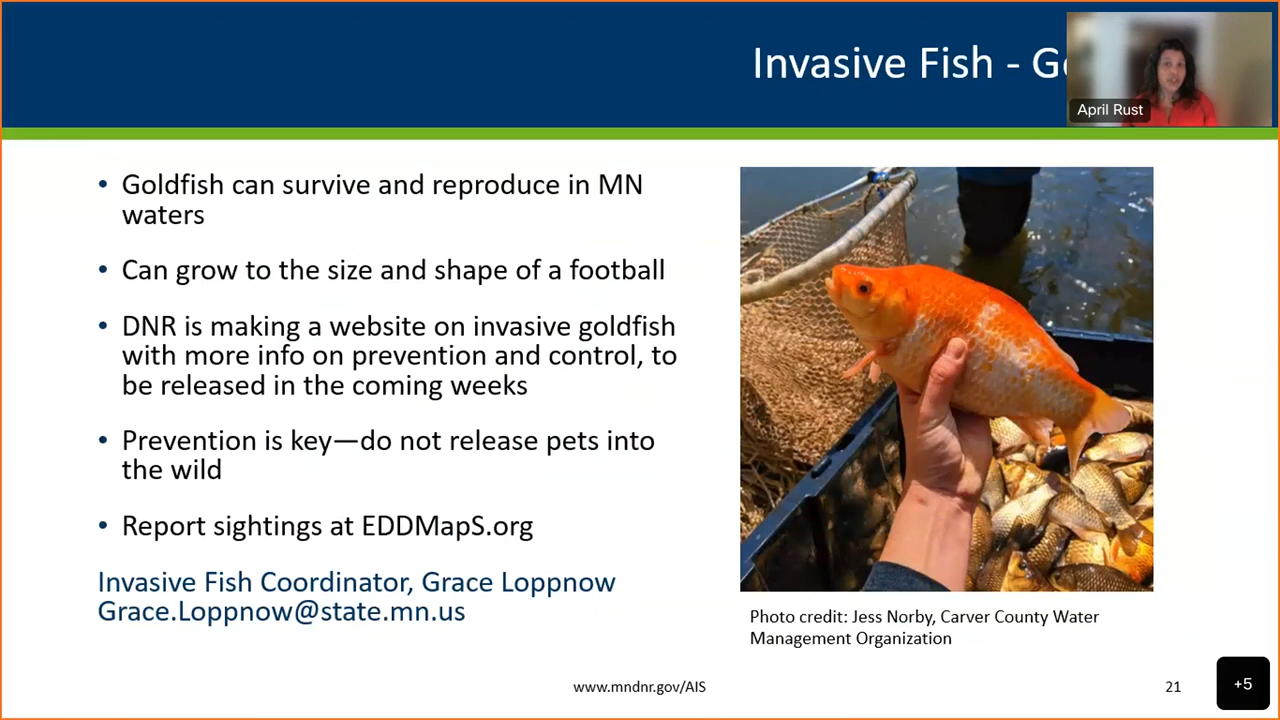 Invasive Fish - G
April Rust
• Goldfish can survive and reproduce in MN
waters
• Can grow to the size and shape of a football
• DNR is making a website on invasive goldfish
with more info on prevention and control, to
be released in the coming weeks
• Prevention is key—do not release pets into
the wild
• Report sightings at EDDMapS.org
Invasive Fish Coordinator, Grace Loppnow
Grace.Loppnow@state.mn.us
Photo credit: Jess Norby, Carver County Water
Management Organization
www.mndnr.gov/AIS
21
+5